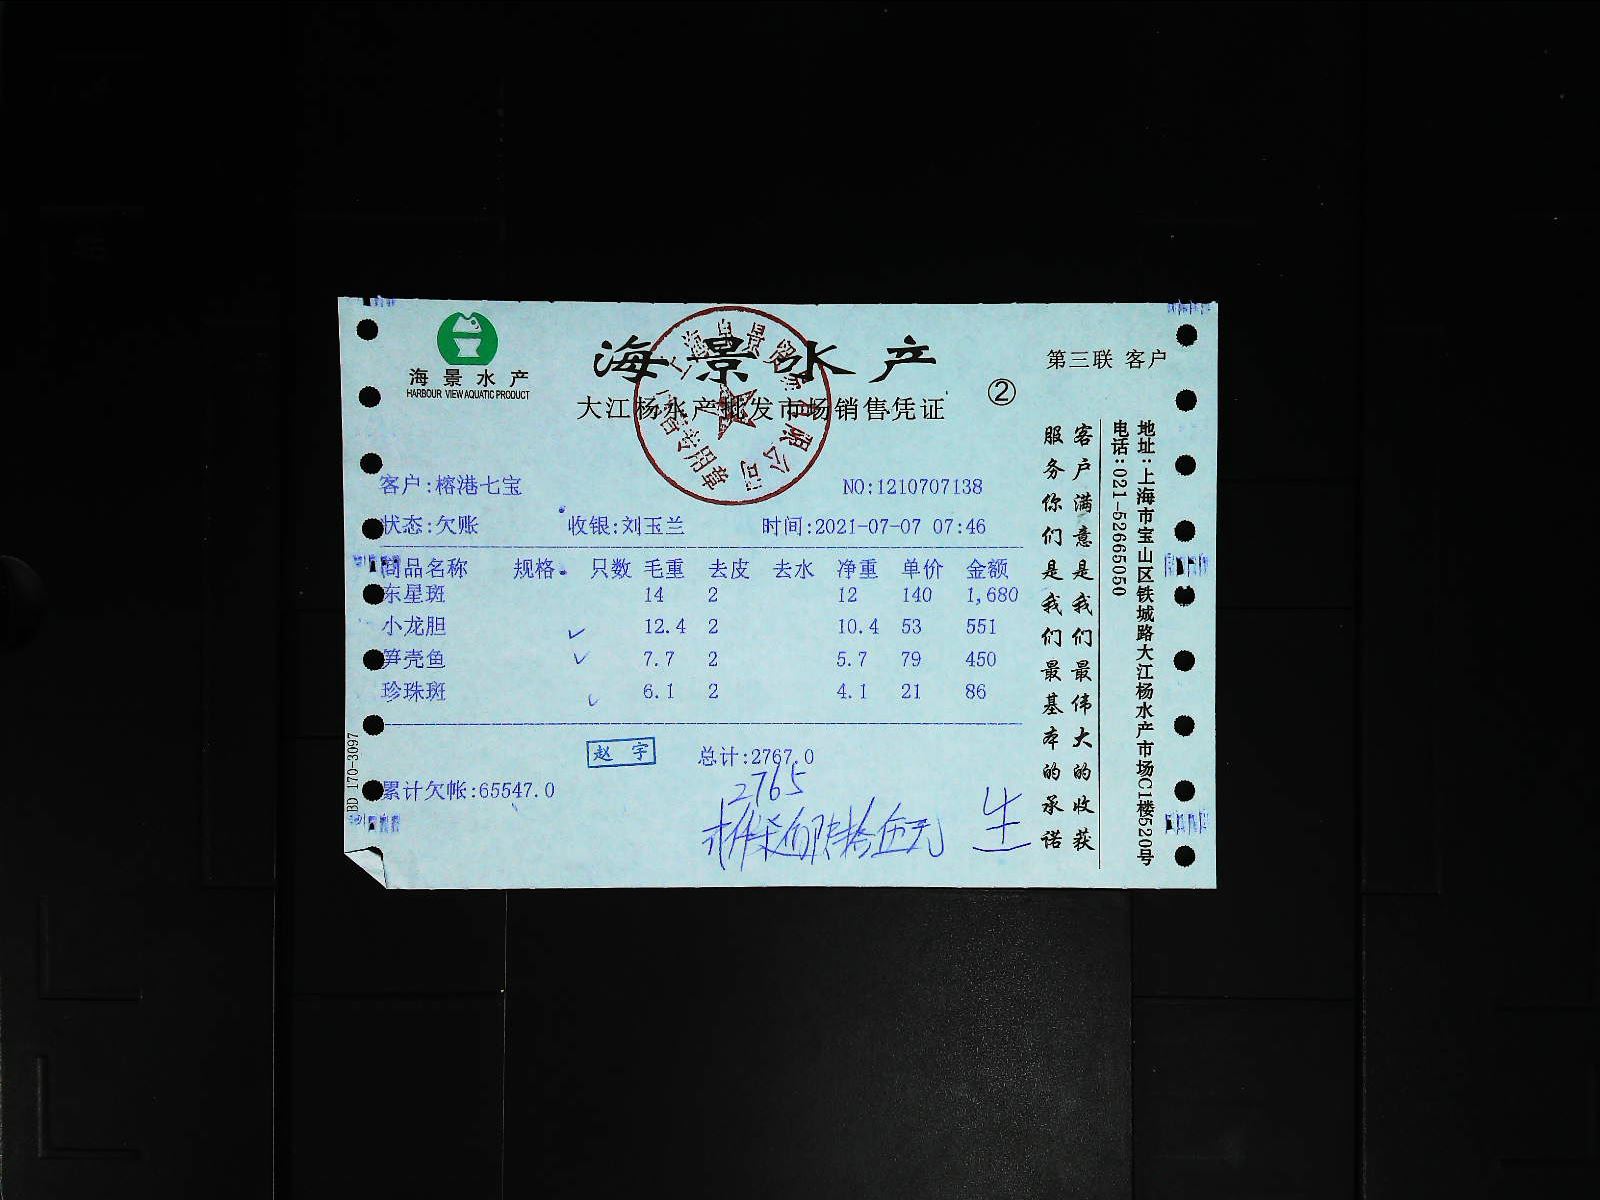 海景水产
HARBOUR VIEW AQUATIC PRODUCT
海景水产
第三联 客户
大江杨水产批发市场销售凭证
②
客户:榕港七宝
NO:1210707138
状态:欠账 收银:刘玉兰 时间:2021-07-07 07:46
商品名称 规格 只数 毛重 去皮 去水 净重 单价 金额
东星斑 14 2 12 140 1,680
小龙胆 12.4 2 10.4 53 551
笋壳鱼 7.7 2 5.7 79 450
珍珠斑 6.1 2 4.1 21 86
赵宇
总计:2767.0
累计欠帐:65547.0
2765
佰陆拾伍元
生
客户满意是我们最伟大的收获
服务你们是我们最基本的承诺
地址:上海市宝山区铁城路大江杨水产市场C1楼520号
电话:021-52665050
BD 170-3097